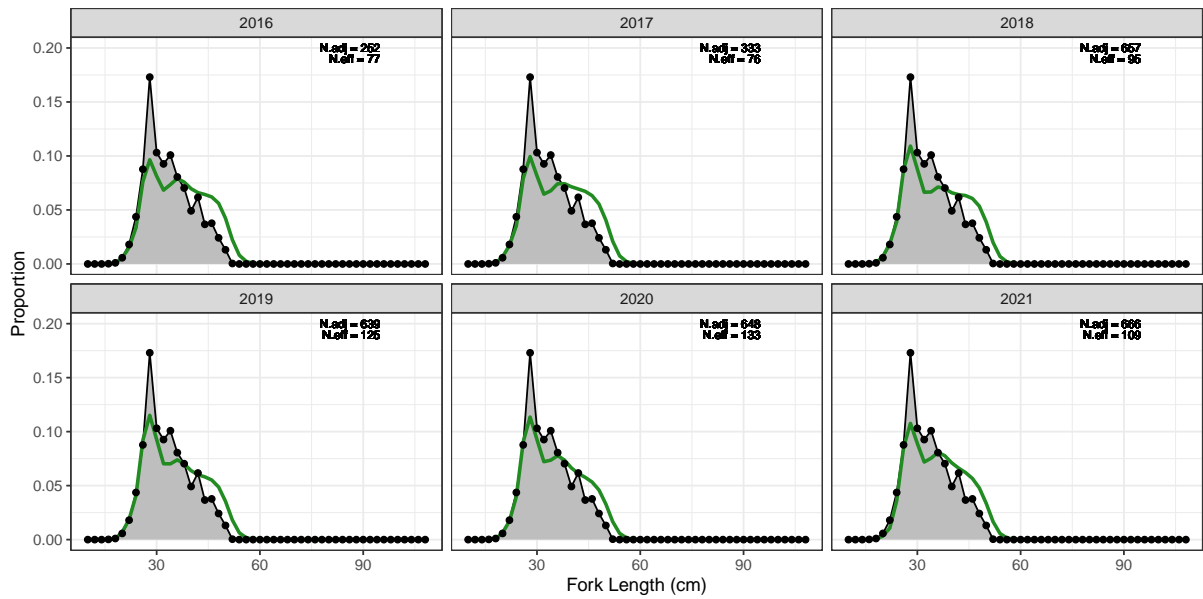 2016
2017
2018
N.adj = 252
N.eff = 77
N.adj = 333
N.eff = 76
N.adj = 657
N.eff = 95
0.20
0.15
0.10
0.05
0.00
2019
2020
2021
N.adj = 639
N.eff = 125
N.adj = 648
N.eff = 133
N.adj = 666
N.eff = 109
0.20
0.15
0.10
0.05
0.00
Proportion
30
60
90
30
60
90
30
60
90
Fork Length (cm)